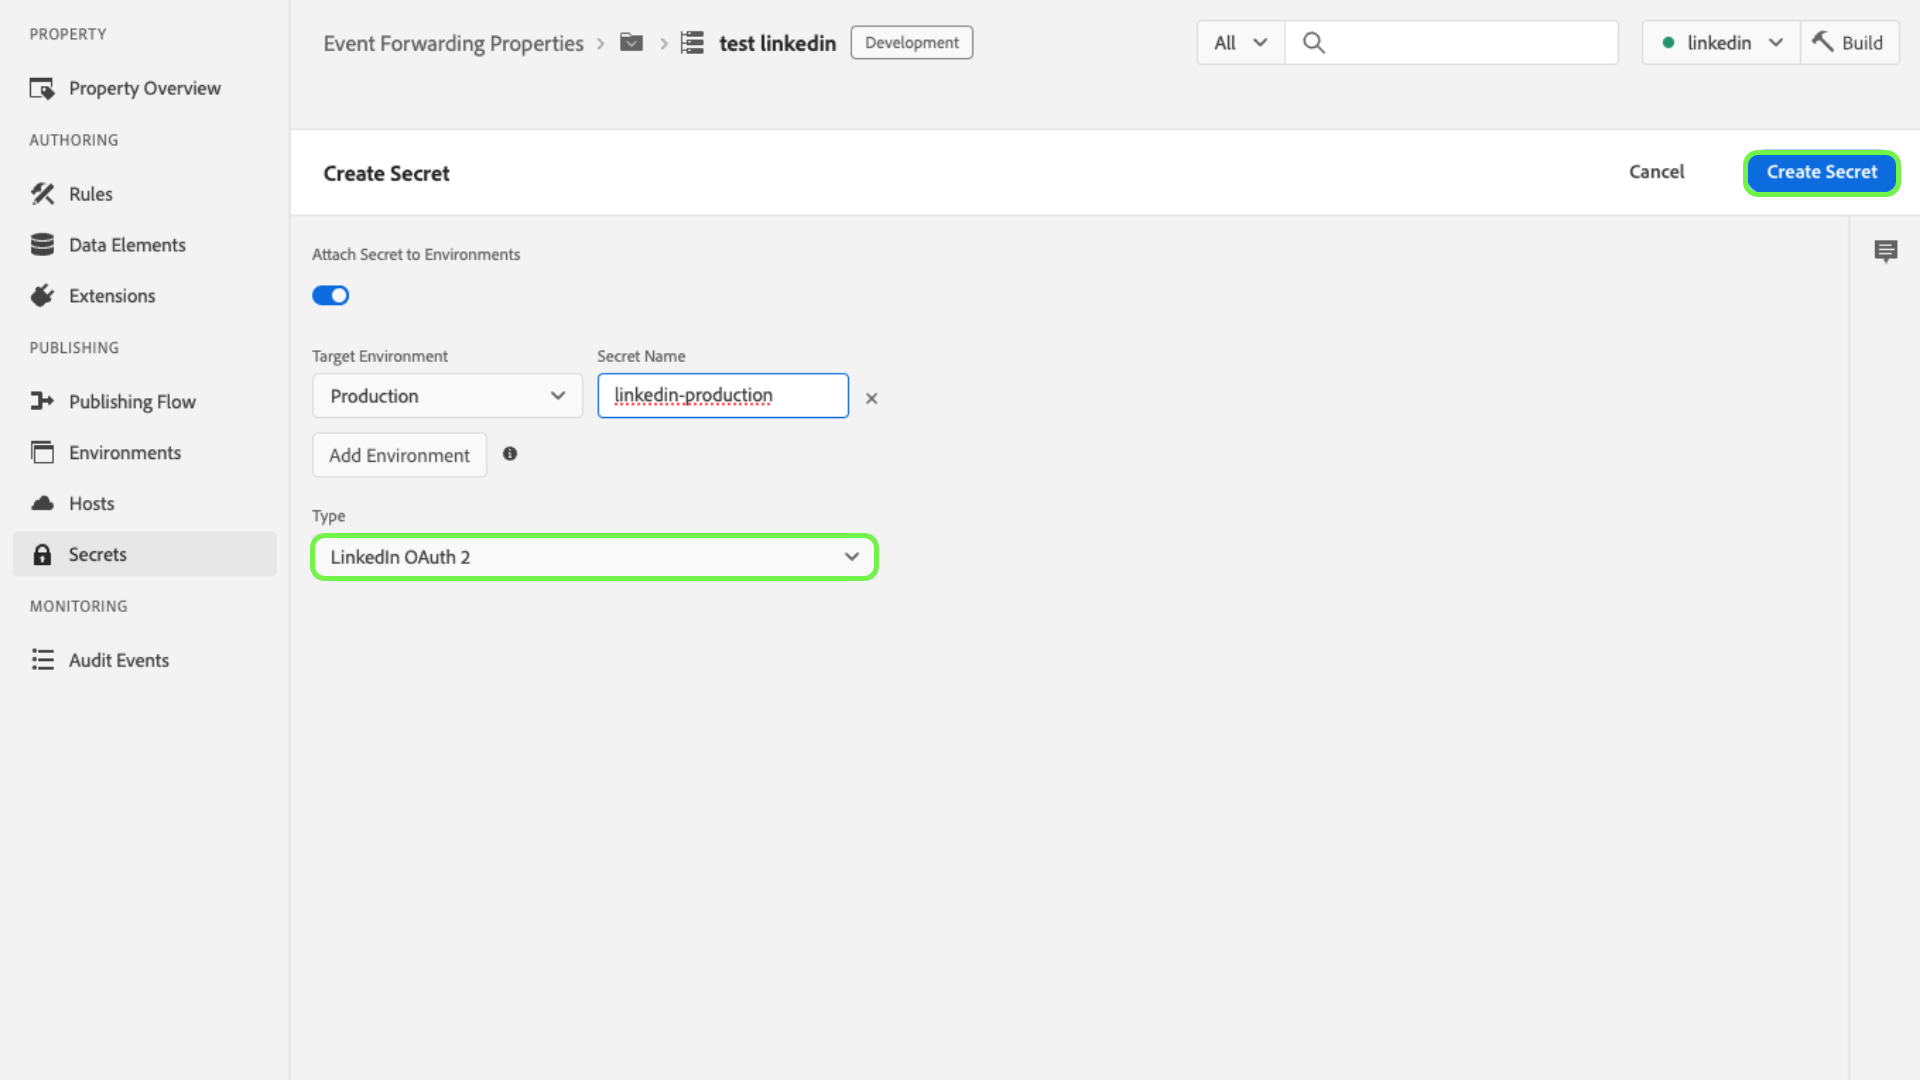 PROPERTY
Property Overview
AUTHORING
Rules
Data Elements
Extensions
PUBLISHING
Publishing Flow
Environments
Hosts
Secrets
MONITORING
Audit Events
Event Forwarding Properties
test linkedin
Development
All
linkedin
Build
Create Secret
Cancel
Create Secret
Attach Secret to Environments
Target Environment
Secret Name
Production
linkedin-production
Add Environment
Type
LinkedIn OAuth 2